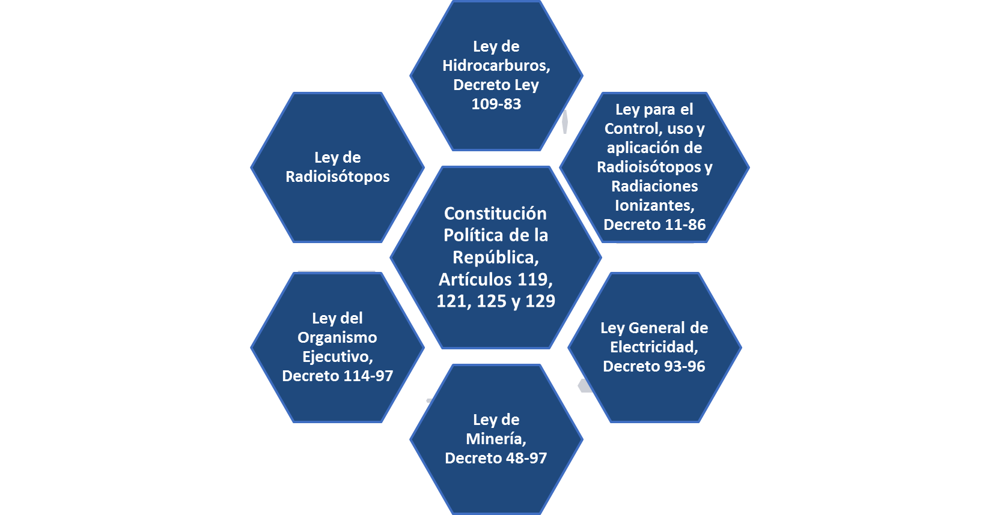 Ley de
Hidrocarburos,
Decreto Ley
109-83
Ley para el
Control, uso y
aplicación de
Radioisótopos y
Radiaciones
Ionizantes,
Decreto 11-86
Ley de
Radioisótopos
Constitución
Política de la
República,
Artículos 119,
121, 125 y 129
Ley del
Organismo
Ejecutivo,
Decreto 114-97
Ley General de
Electricidad,
Decreto 93-96
Ley de
Minería,
Decreto 48-97